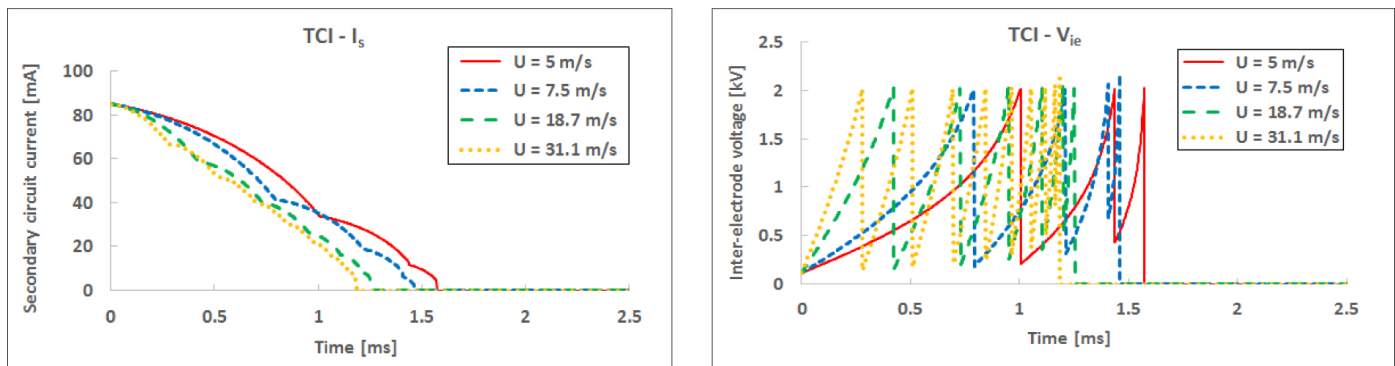 TCI - Is
Secondary circuit current [mA]
100
80
60
40
20
0
0 0.5 1 1.5 2 2.5
Time [ms]
U = 5 m/s
U = 7.5 m/s
U = 18.7 m/s
U = 31.1 m/s
TCI - Vie
Inter-electrode voltage [kV]
2.5
2
1.5
1
0.5
0
0 0.5 1 1.5 2 2.5
Time [ms]
U = 5 m/s
U = 7.5 m/s
U = 18.7 m/s
U = 31.1 m/s